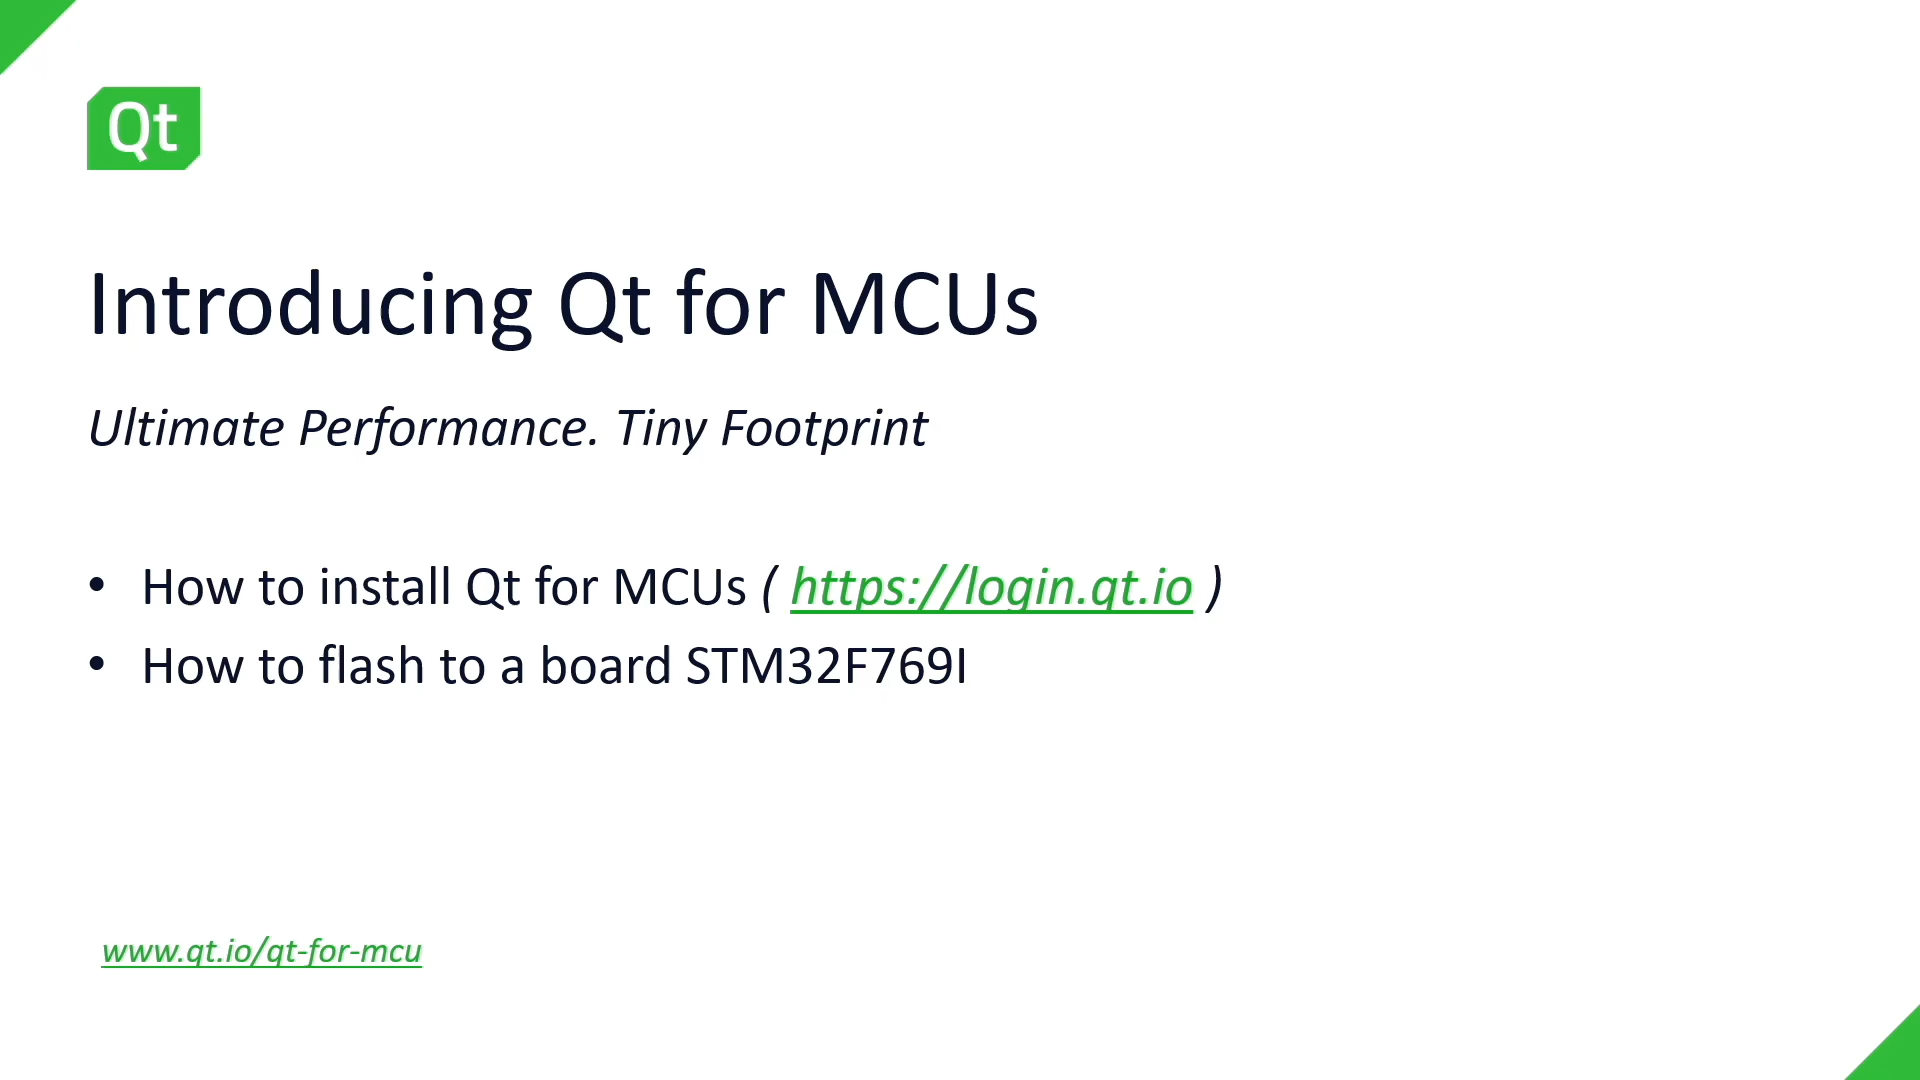 Qt
Introducing Qt for MCUs
Ultimate Performance. Tiny Footprint
• How to install Qt for MCUs ( https://login.qt.io )
• How to flash to a board STM32F769I
www.qt.io/qt-for-mcu